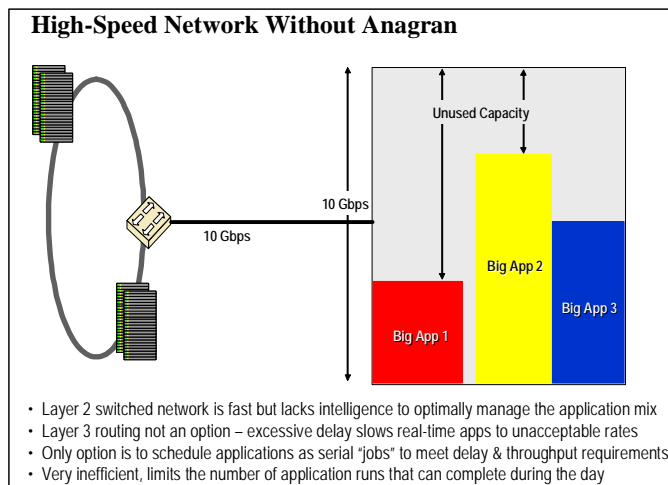 High-Speed Network Without Anagran
Unused Capacity
10 Gbps
10 Gbps
Big App 2
Big App 3
Big App 1
• Layer 2 switched network is fast but lacks intelligence to optimally manage the application mix
• Layer 3 routing not an option – excessive delay slows real-time apps to unacceptable rates
• Only option is to schedule applications as serial "jobs" to meet delay & throughput requirements
• Very inefficient, limits the number of application runs that can complete during the day